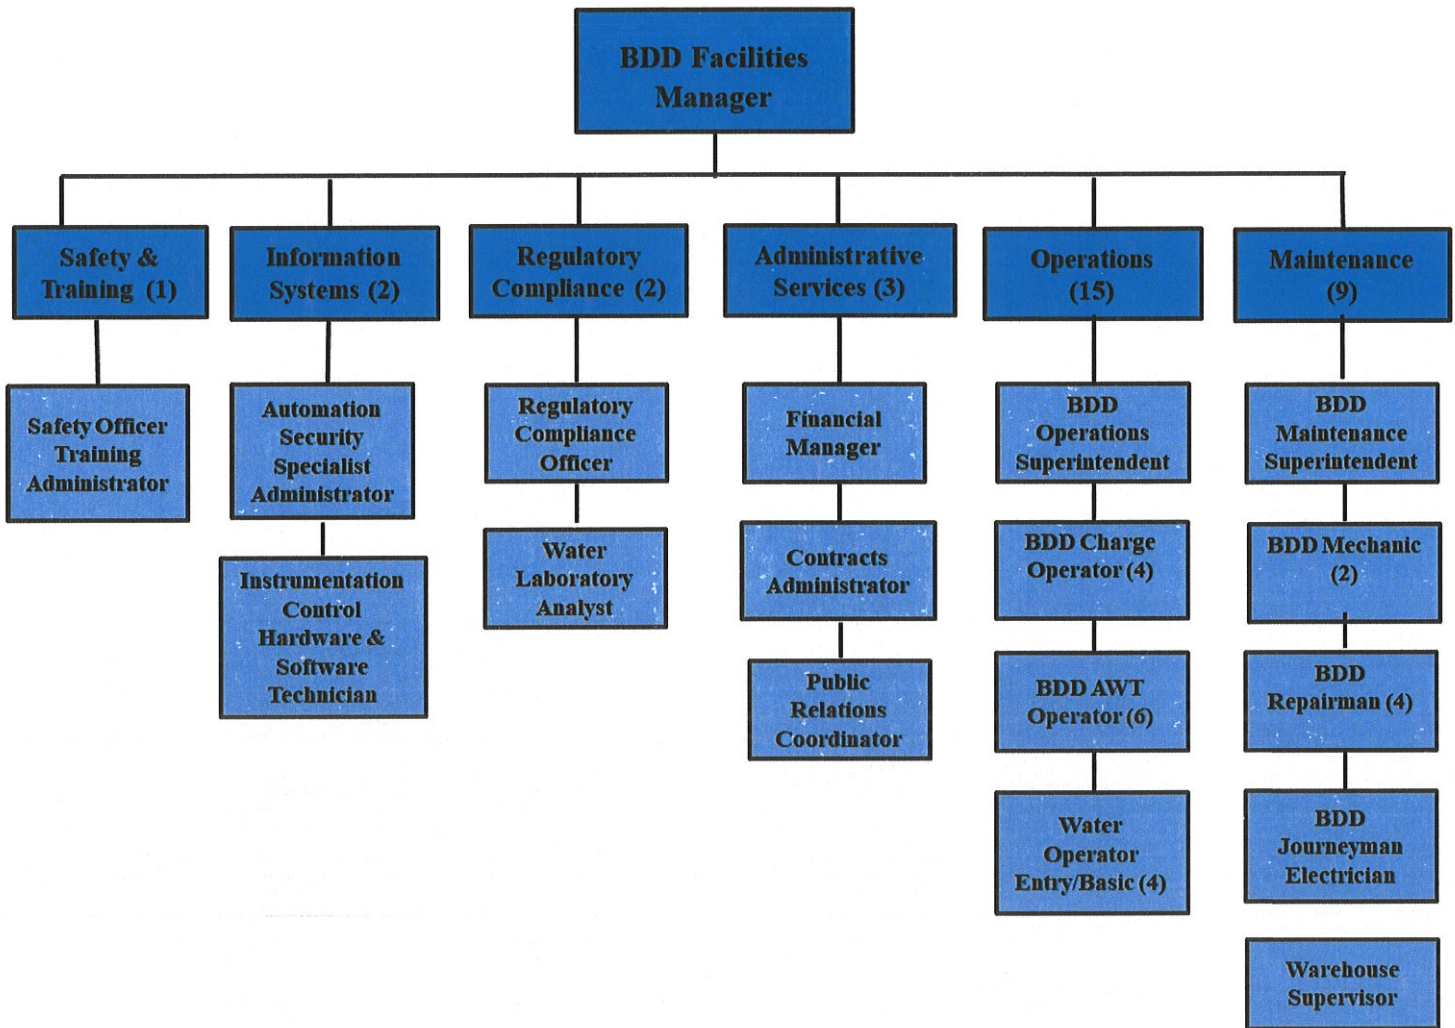 BDD Facilities
Manager
Safety &
Training (1)
Information
Systems (2)
Regulatory
Compliance (2)
Administrative
Services (3)
Operations
(15)
Maintenance
(9)
Safety Officer
Training
Administrator
Automation
Security
Specialist
Administrator
Instrumentation
Control
Hardware &
Software
Technician
Regulatory
Compliance
Officer
Water
Laboratory
Analyst
Financial
Manager
Contracts
Administrator
Public
Relations
Coordinator
BDD
Operations
Superintendent
BDD Charge
Operator (4)
BDD AWT
Operator (6)
Water
Operator
Entry/Basic (4)
BDD
Maintenance
Superintendent
BDD Mechanic
(2)
BDD
Repairman (4)
BDD
Journeyman
Electrician
Warehouse
Supervisor